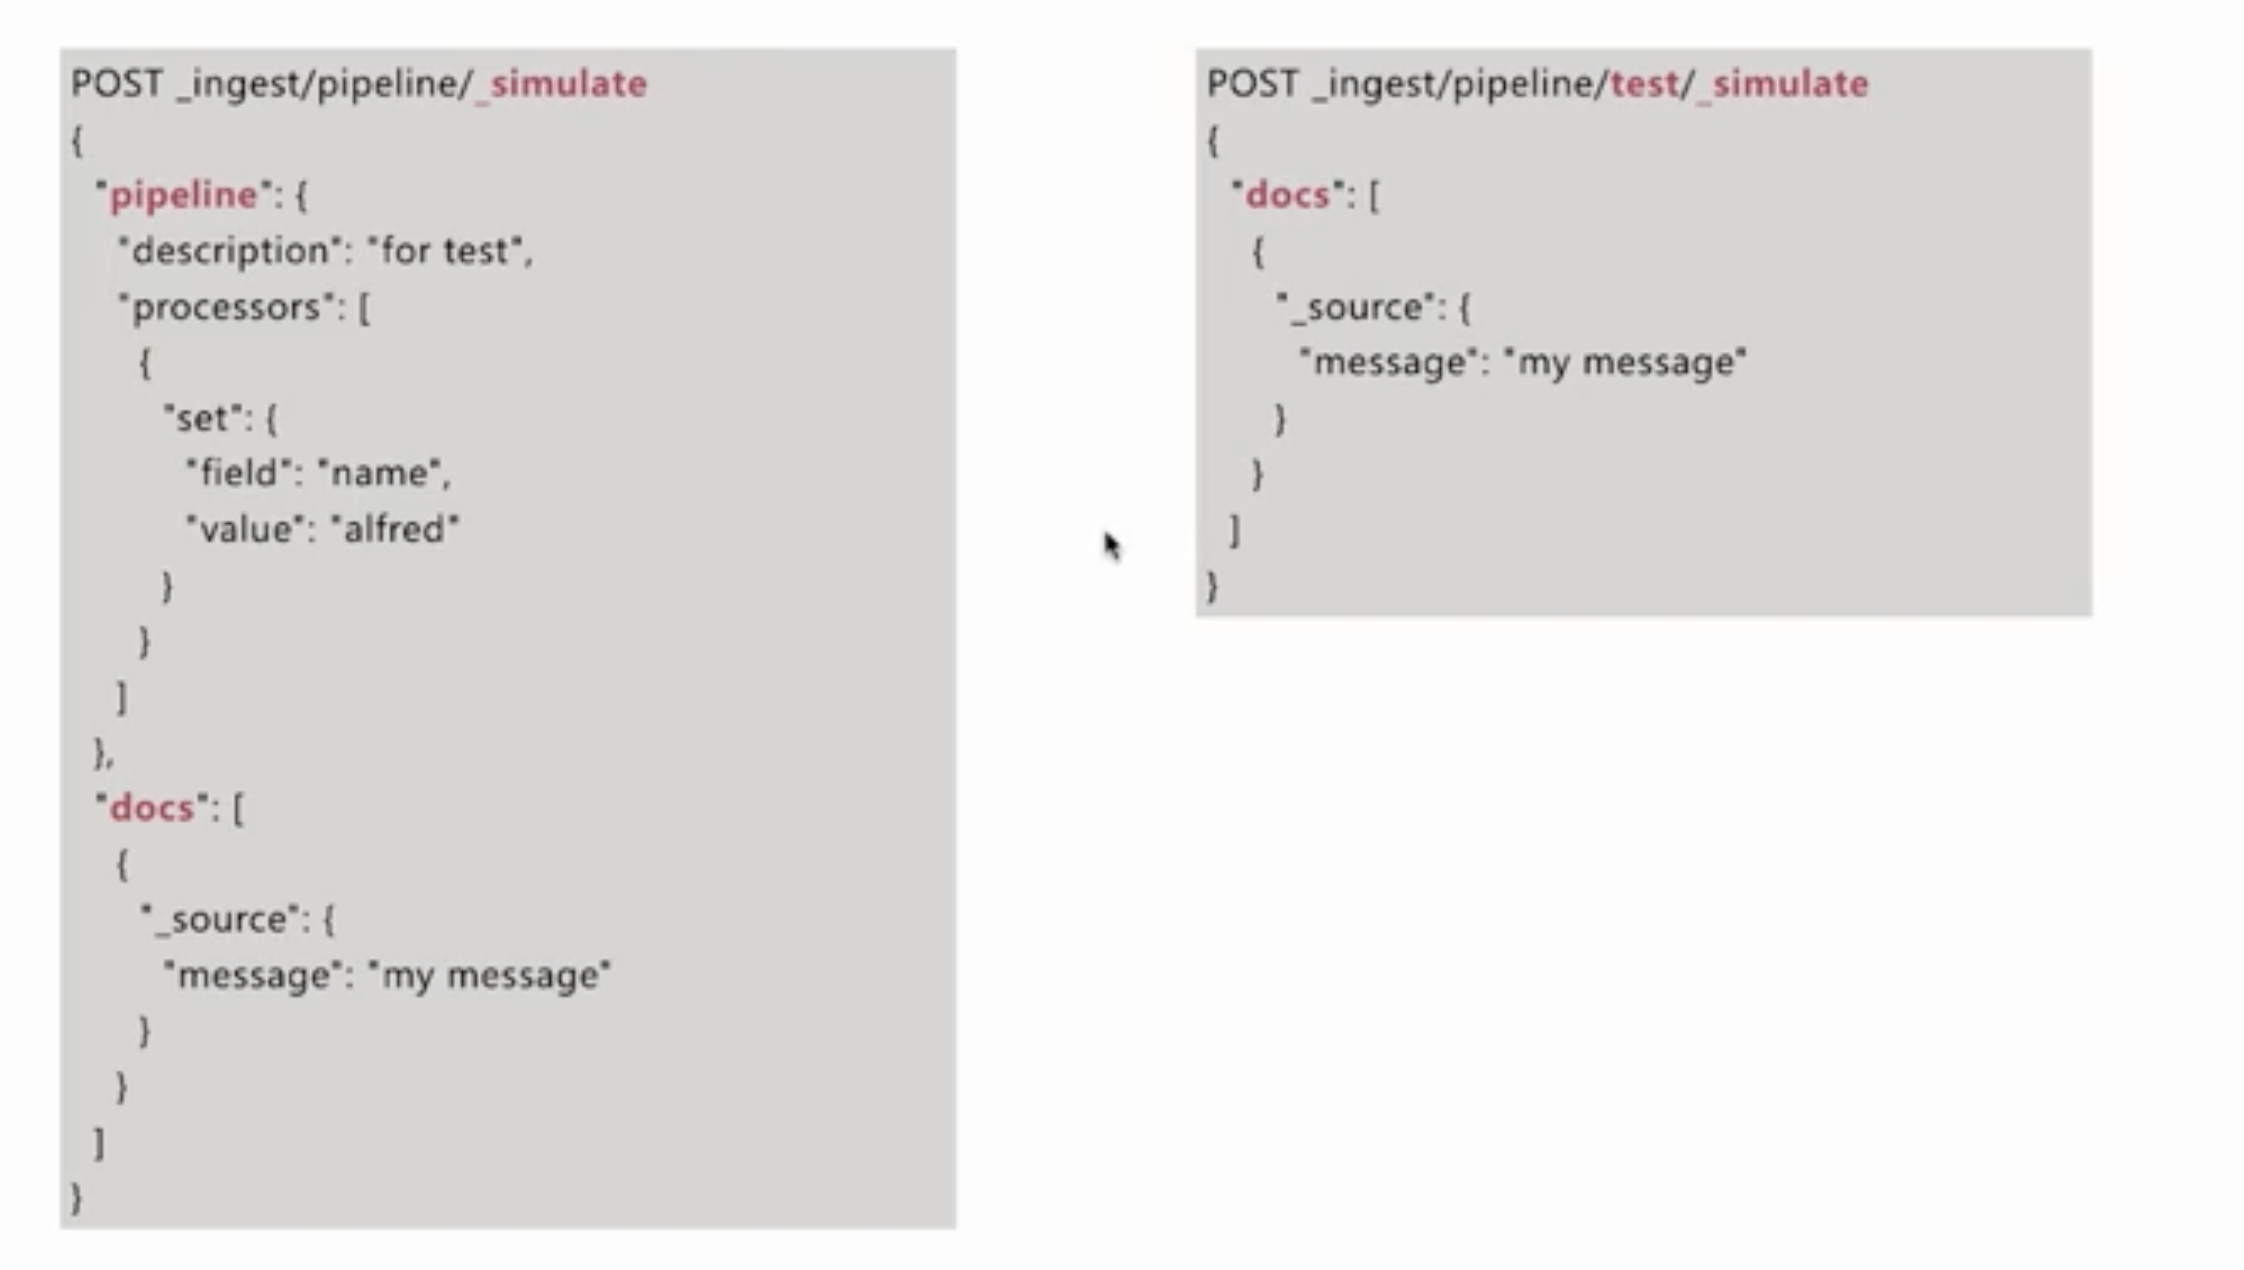 POST _ingest/pipeline/_simulate
{
  "pipeline": {
    "description": "for test",
    "processors": [
      {
        "set": {
          "field": "name",
          "value": "alfred"
        }
      }
    ]
  },
  "docs": [
    {
      "_source": {
        "message": "my message"
      }
    }
  ]
}
POST _ingest/pipeline/test/_simulate
{
  "docs": [
    {
      "_source": {
        "message": "my message"
      }
    }
  ]
}